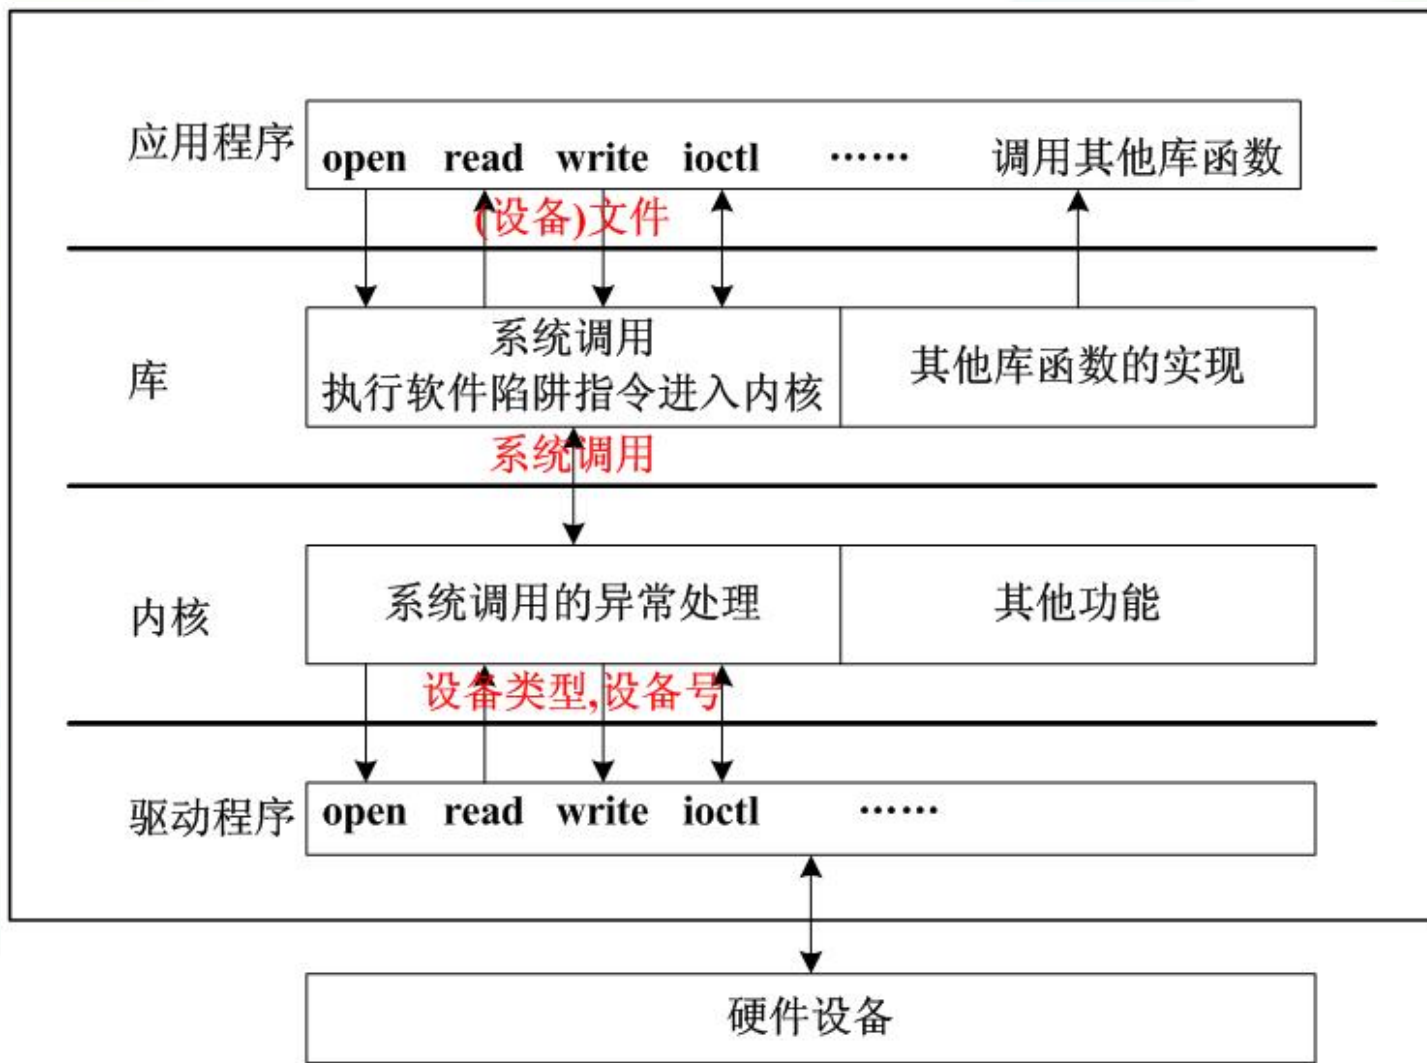 应用程序
open read write ioctl …… 调用其他库函数
(设备)文件
库
系统调用
执行软件陷阱指令进入内核
其他库函数的实现
系统调用
内核
系统调用的异常处理
其他功能
设备类型,设备号
驱动程序
open read write ioctl ……
硬件设备